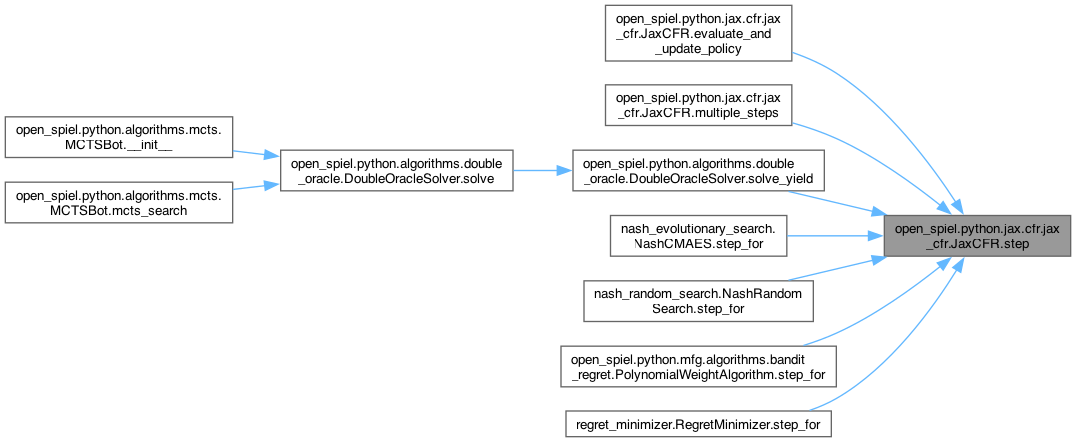 open_spiel.python.jax.cfr.jax
_cfr.JaxCFR.evaluate_and
_update_policy
open_spiel.python.jax.cfr.jax
_cfr.JaxCFR.multiple_steps
open_spiel.python.algorithms.mcts.
MCTSBot.__init__
open_spiel.python.algorithms.mcts.
MCTSBot.mcts_search
open_spiel.python.algorithms.double
_oracle.DoubleOracleSolver.solve
open_spiel.python.algorithms.double
_oracle.DoubleOracleSolver.solve_yield
nash_evolutionary_search.
NashCMAES.step_for
open_spiel.python.jax.cfr.jax
_cfr.JaxCFR.step
nash_random_search.NashRandom
Search.step_for
open_spiel.python.mfg.algorithms.bandit
_regret.PolynomialWeightAlgorithm.step_for
regret_minimizer.RegretMinimizer.step_for